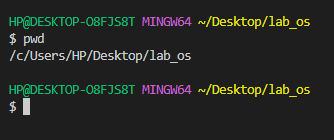 HP@DESKTOP-O8FJS8T MINGW64 ~/Desktop/lab_os
$ pwd
/c/Users/HP/Desktop/lab_os
HP@DESKTOP-O8FJS8T MINGW64 ~/Desktop/lab_os
$